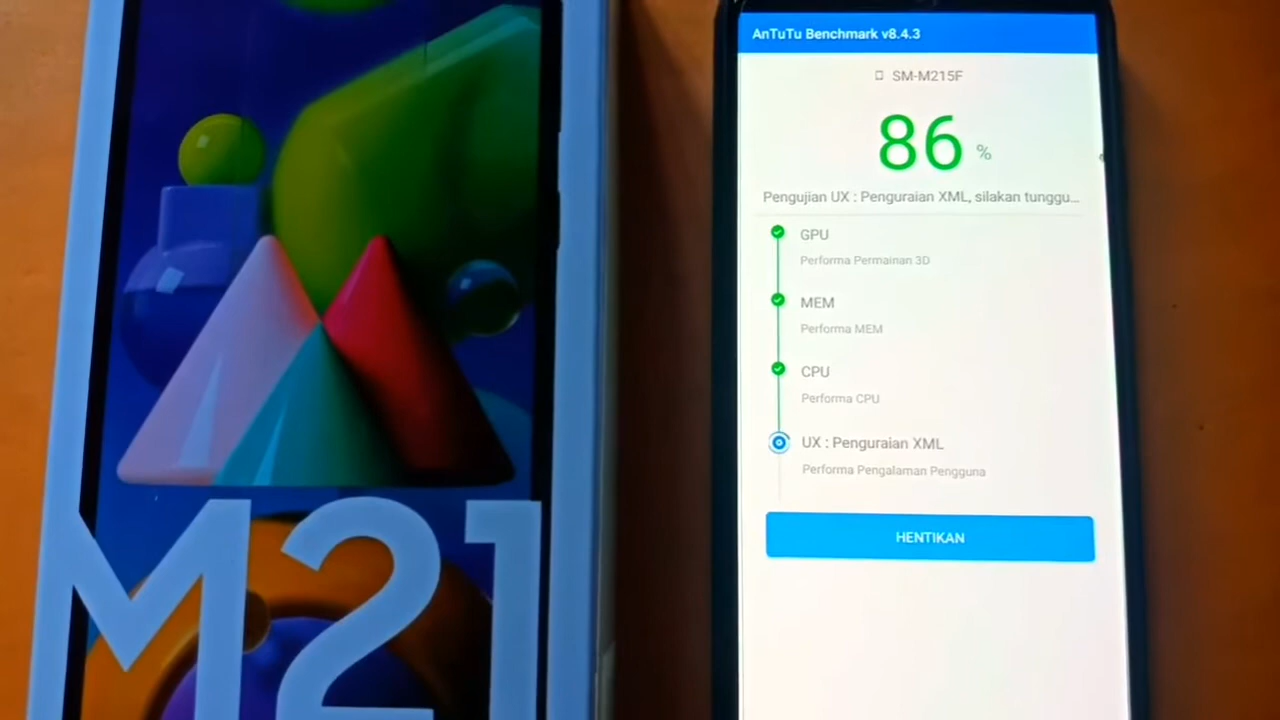 M21
AnTuTu Benchmark v8.4.3
SM-M215F
86 %
Pengujian UX : Penguraian XML, silakan tunggu...
GPU
Performa Permainan 3D
MEM
Performa MEM
CPU
Performa CPU
UX : Penguraian XML
Performa Pengalaman Pengguna
HENTIKAN